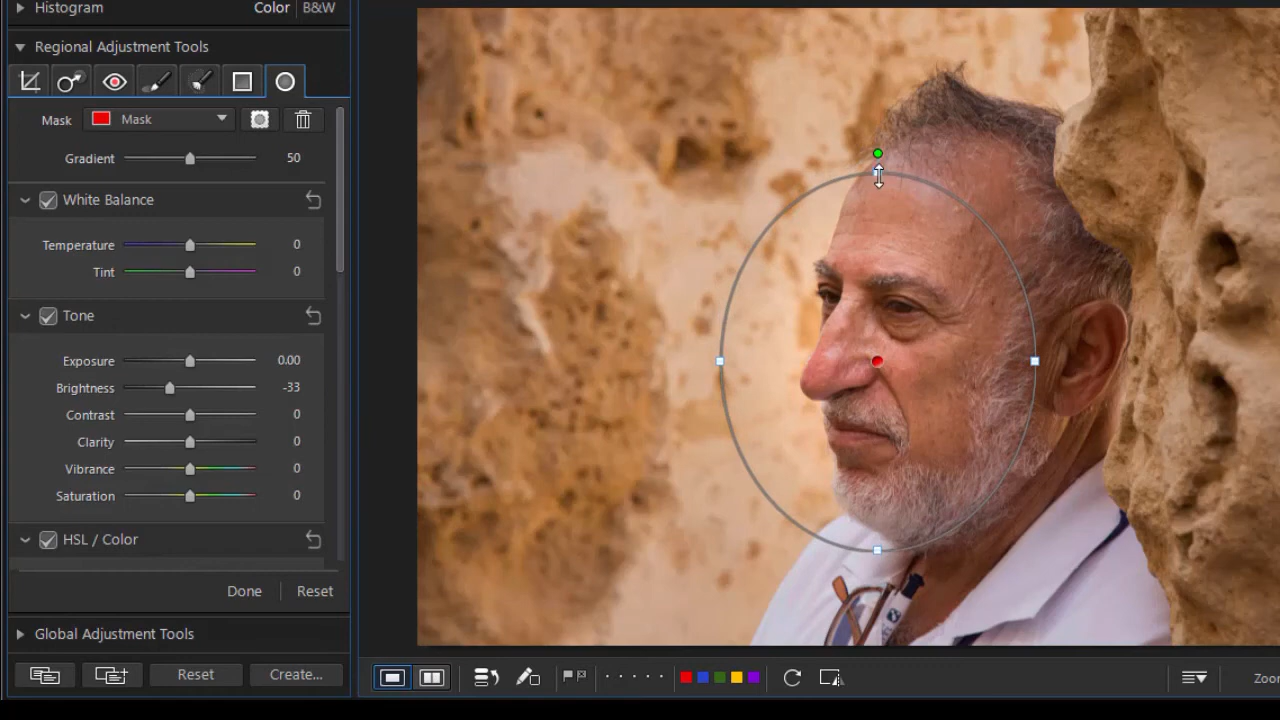 Histogram Color B&W
Regional Adjustment Tools
Mask Mask
Gradient 50
White Balance
Temperature 0
Tint 0
Tone
Exposure 0.00
Brightness -33
Contrast 0
Clarity 0
Vibrance 0
Saturation 0
HSL / Color
Done Reset
Global Adjustment Tools
Reset Create...
Zoo